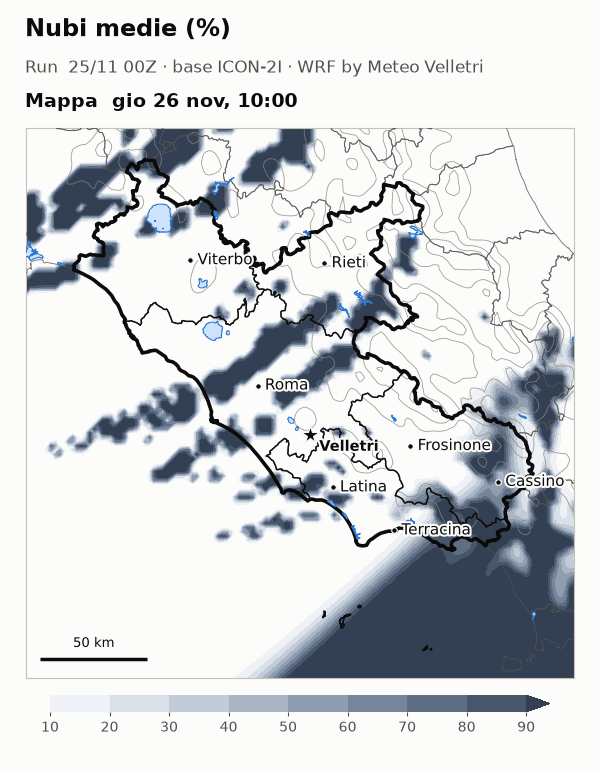 Nubi medie (%)
Run  25/11 00Z · base ICON-2I · WRF by Meteo Velletri
Mappa  gio 26 nov, 10:00
Viterbo
Rieti
Roma
Velletri
Frosinone
Cassino
Latina
Terracina
50 km
10 20 30 40 50 60 70 80 90